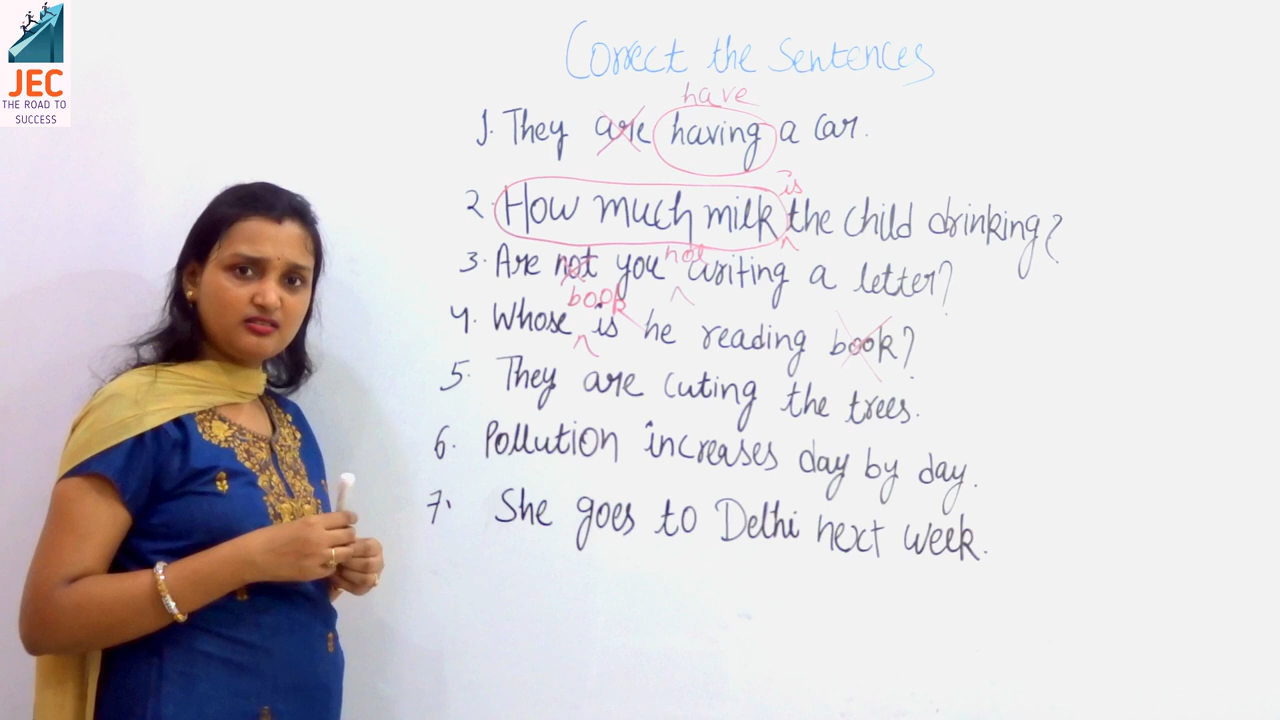 JEC
THE ROAD TO
SUCCESS
Correct the Sentences
have
1. They are having a car.
is
2. How much milk the child drinking?
not
3. Are not you writing a letter?
book
4. Whose is he reading book?
5. They are cuting the trees.
6. Pollution increases day by day.
7. She goes to Delhi next week.